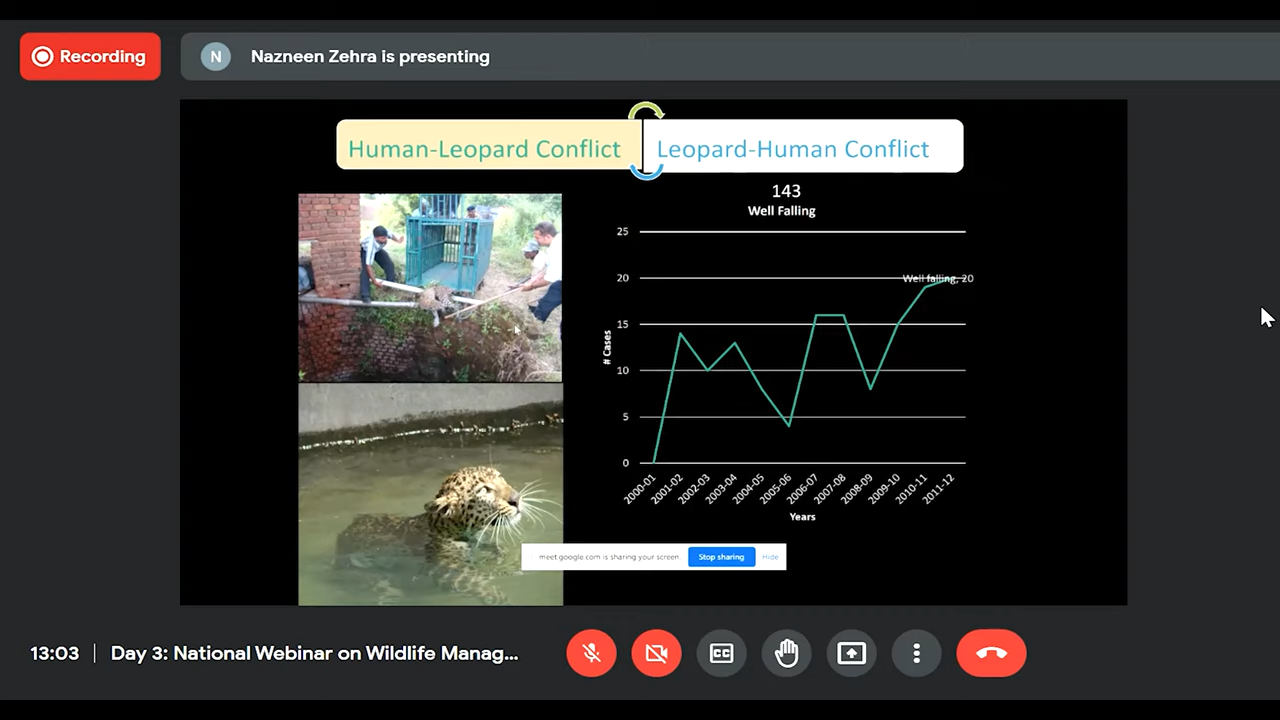 Recording
N
Nazneen Zehra is presenting
Human-Leopard Conflict
Leopard-Human Conflict
143
Well Falling
25
20
15
10
5
0
# Cases
Well falling, 20
2000-01
2001-02
2002-03
2003-04
2004-05
2005-06
2006-07
2007-08
2008-09
2009-10
2010-11
2011-12
Years
meet.google.com is sharing your screen.
Stop sharing
Hide
13:03
Day 3: National Webinar on Wildlife Manag...
CC